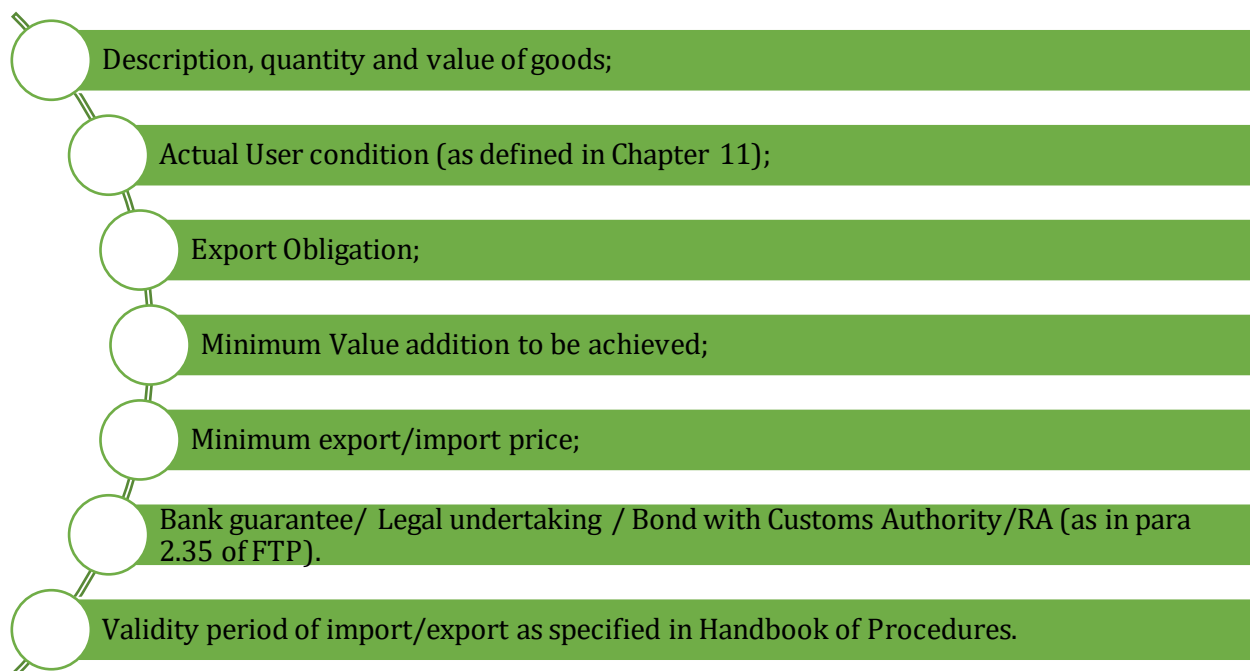 Description, quantity and value of goods;
Actual User condition (as defined in Chapter 11);
Export Obligation;
Minimum Value addition to be achieved;
Minimum export/import price;
Bank guarantee/ Legal undertaking / Bond with Customs Authority/RA (as in para
2.35 of FTP).
Validity period of import/export as specified in Handbook of Procedures.